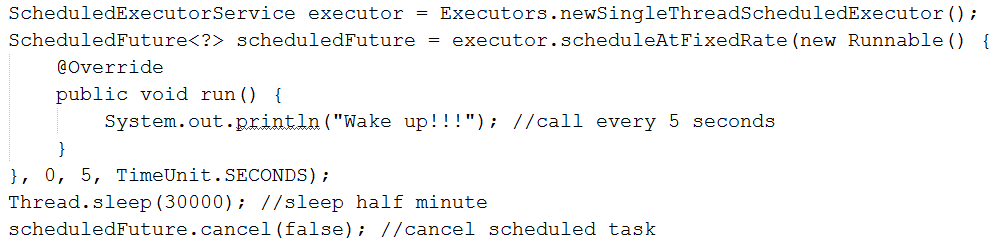 ScheduledExecutorService executor = Executors.newSingleThreadScheduledExecutor();
ScheduledFuture<?> scheduledFuture = executor.scheduleAtFixedRate(new Runnable() {
    @Override
    public void run() {
        System.out.println("Wake up!!!"); //call every 5 seconds
    }
}, 0, 5, TimeUnit.SECONDS);
Thread.sleep(30000); //sleep half minute
scheduledFuture.cancel(false); //cancel scheduled task